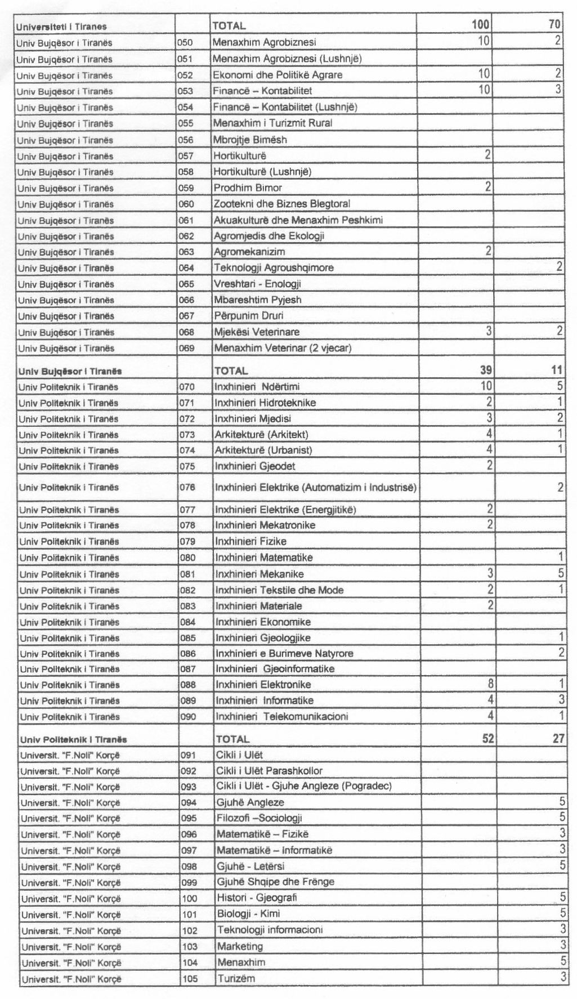 Universiteti i Tiranes TOTAL 100 70
Univ Bujqësor i Tiranës 050 Menaxhim Agrobiznesi 10 2
Univ Bujqësor i Tiranës 051 Menaxhim Agrobiznesi (Lushnjë)
Univ Bujqësor i Tiranës 052 Ekonomi dhe Politikë Agrare 10 2
Univ Bujqësor i Tiranës 053 Financë – Kontabilitet 10 3
Univ Bujqësor i Tiranës 054 Financë – Kontabilitet (Lushnjë)
Univ Bujqësor i Tiranës 055 Menaxhim i Turizmit Rural
Univ Bujqësor i Tiranës 056 Mbrojtje Bimësh
Univ Bujqësor i Tiranës 057 Hortikulturë 2
Univ Bujqësor i Tiranës 058 Hortikulturë (Lushnjë)
Univ Bujqësor i Tiranës 059 Prodhim Bimor 2
Univ Bujqësor i Tiranës 060 Zootekni dhe Biznes Blegtoral
Univ Bujqësor i Tiranës 061 Akuakulturë dhe Menaxhim Peshkimi
Univ Bujqësor i Tiranës 062 Agromjedis dhe Ekologji
Univ Bujqësor i Tiranës 063 Agromekanizim 2
Univ Bujqësor i Tiranës 064 Teknologji Agroushqimore 2
Univ Bujqësor i Tiranës 065 Vreshtari - Enologji
Univ Bujqësor i Tiranës 066 Mbareshtim Pyjesh
Univ Bujqësor i Tiranës 067 Përpunim Druri
Univ Bujqësor i Tiranës 068 Mjekësi Veterinare 3 2
Univ Bujqësor i Tiranës 069 Menaxhim Veterinar (2 vjecar)
Univ Bujqësor i Tiranës TOTAL 39 11
Univ Politeknik i Tiranës 070 Inxhinieri Ndërtimi 10 5
Univ Politeknik i Tiranës 071 Inxhinieri Hidroteknike 2 1
Univ Politeknik i Tiranës 072 Inxhinieri Mjedisi 3 2
Univ Politeknik i Tiranës 073 Arkitekturë (Arkitekt) 4 1
Univ Politeknik i Tiranës 074 Arkitekturë (Urbanist) 4 1
Univ Politeknik i Tiranës 075 Inxhinieri Gjeodet 2
Univ Politeknik i Tiranës 076 Inxhinieri Elektrike (Automatizim i Industrisë) 2
Univ Politeknik i Tiranës 077 Inxhinieri Elektrike (Energjitikë) 2
Univ Politeknik i Tiranës 078 Inxhinieri Mekatronike 2
Univ Politeknik i Tiranës 079 Inxhinieri Fizike
Univ Politeknik i Tiranës 080 Inxhinieri Matematike 1
Univ Politeknik i Tiranës 081 Inxhinieri Mekanike 3 5
Univ Politeknik i Tiranës 082 Inxhinieri Tekstile dhe Mode 2 1
Univ Politeknik i Tiranës 083 Inxhinieri Materiale 2
Univ Politeknik i Tiranës 084 Inxhinieri Ekonomike
Univ Politeknik i Tiranës 085 Inxhinieri Gjeologjike 1
Univ Politeknik i Tiranës 086 Inxhinieri e Burimeve Natyrore 2
Univ Politeknik i Tiranës 087 Inxhinieri Gjeoinformatike
Univ Politeknik i Tiranës 088 Inxhinieri Elektronike 8 1
Univ Politeknik i Tiranës 089 Inxhinieri Informatike 4 3
Univ Politeknik i Tiranës 090 Inxhinieri Telekomunikacioni 4 1
Univ Politeknik i Tiranës TOTAL 52 27
Universit. "F.Noli" Korçë 091 Cikli i Ulët
Universit. "F.Noli" Korçë 092 Cikli i Ulët Parashkollor
Universit. "F.Noli" Korçë 093 Cikli i Ulët - Gjuhe Angleze (Pogradec)
Universit. "F.Noli" Korçë 094 Gjuhë Angleze 5
Universit. "F.Noli" Korçë 095 Filozofi –Sociologji 5
Universit. "F.Noli" Korçë 096 Matematikë – Fizikë 3
Universit. "F.Noli" Korçë 097 Matematikë – Informatikë 3
Universit. "F.Noli" Korçë 098 Gjuhë - Letërsi 5
Universit. "F.Noli" Korçë 099 Gjuhë Shqipe dhe Frënge
Universit. "F.Noli" Korçë 100 Histori - Gjeografi 5
Universit. "F.Noli" Korçë 101 Biologji - Kimi 5
Universit. "F.Noli" Korçë 102 Teknologji informacioni 3
Universit. "F.Noli" Korçë 103 Marketing 3
Universit. "F.Noli" Korçë 104 Menaxhim 5
Universit. "F.Noli" Korçë 105 Turizëm 3